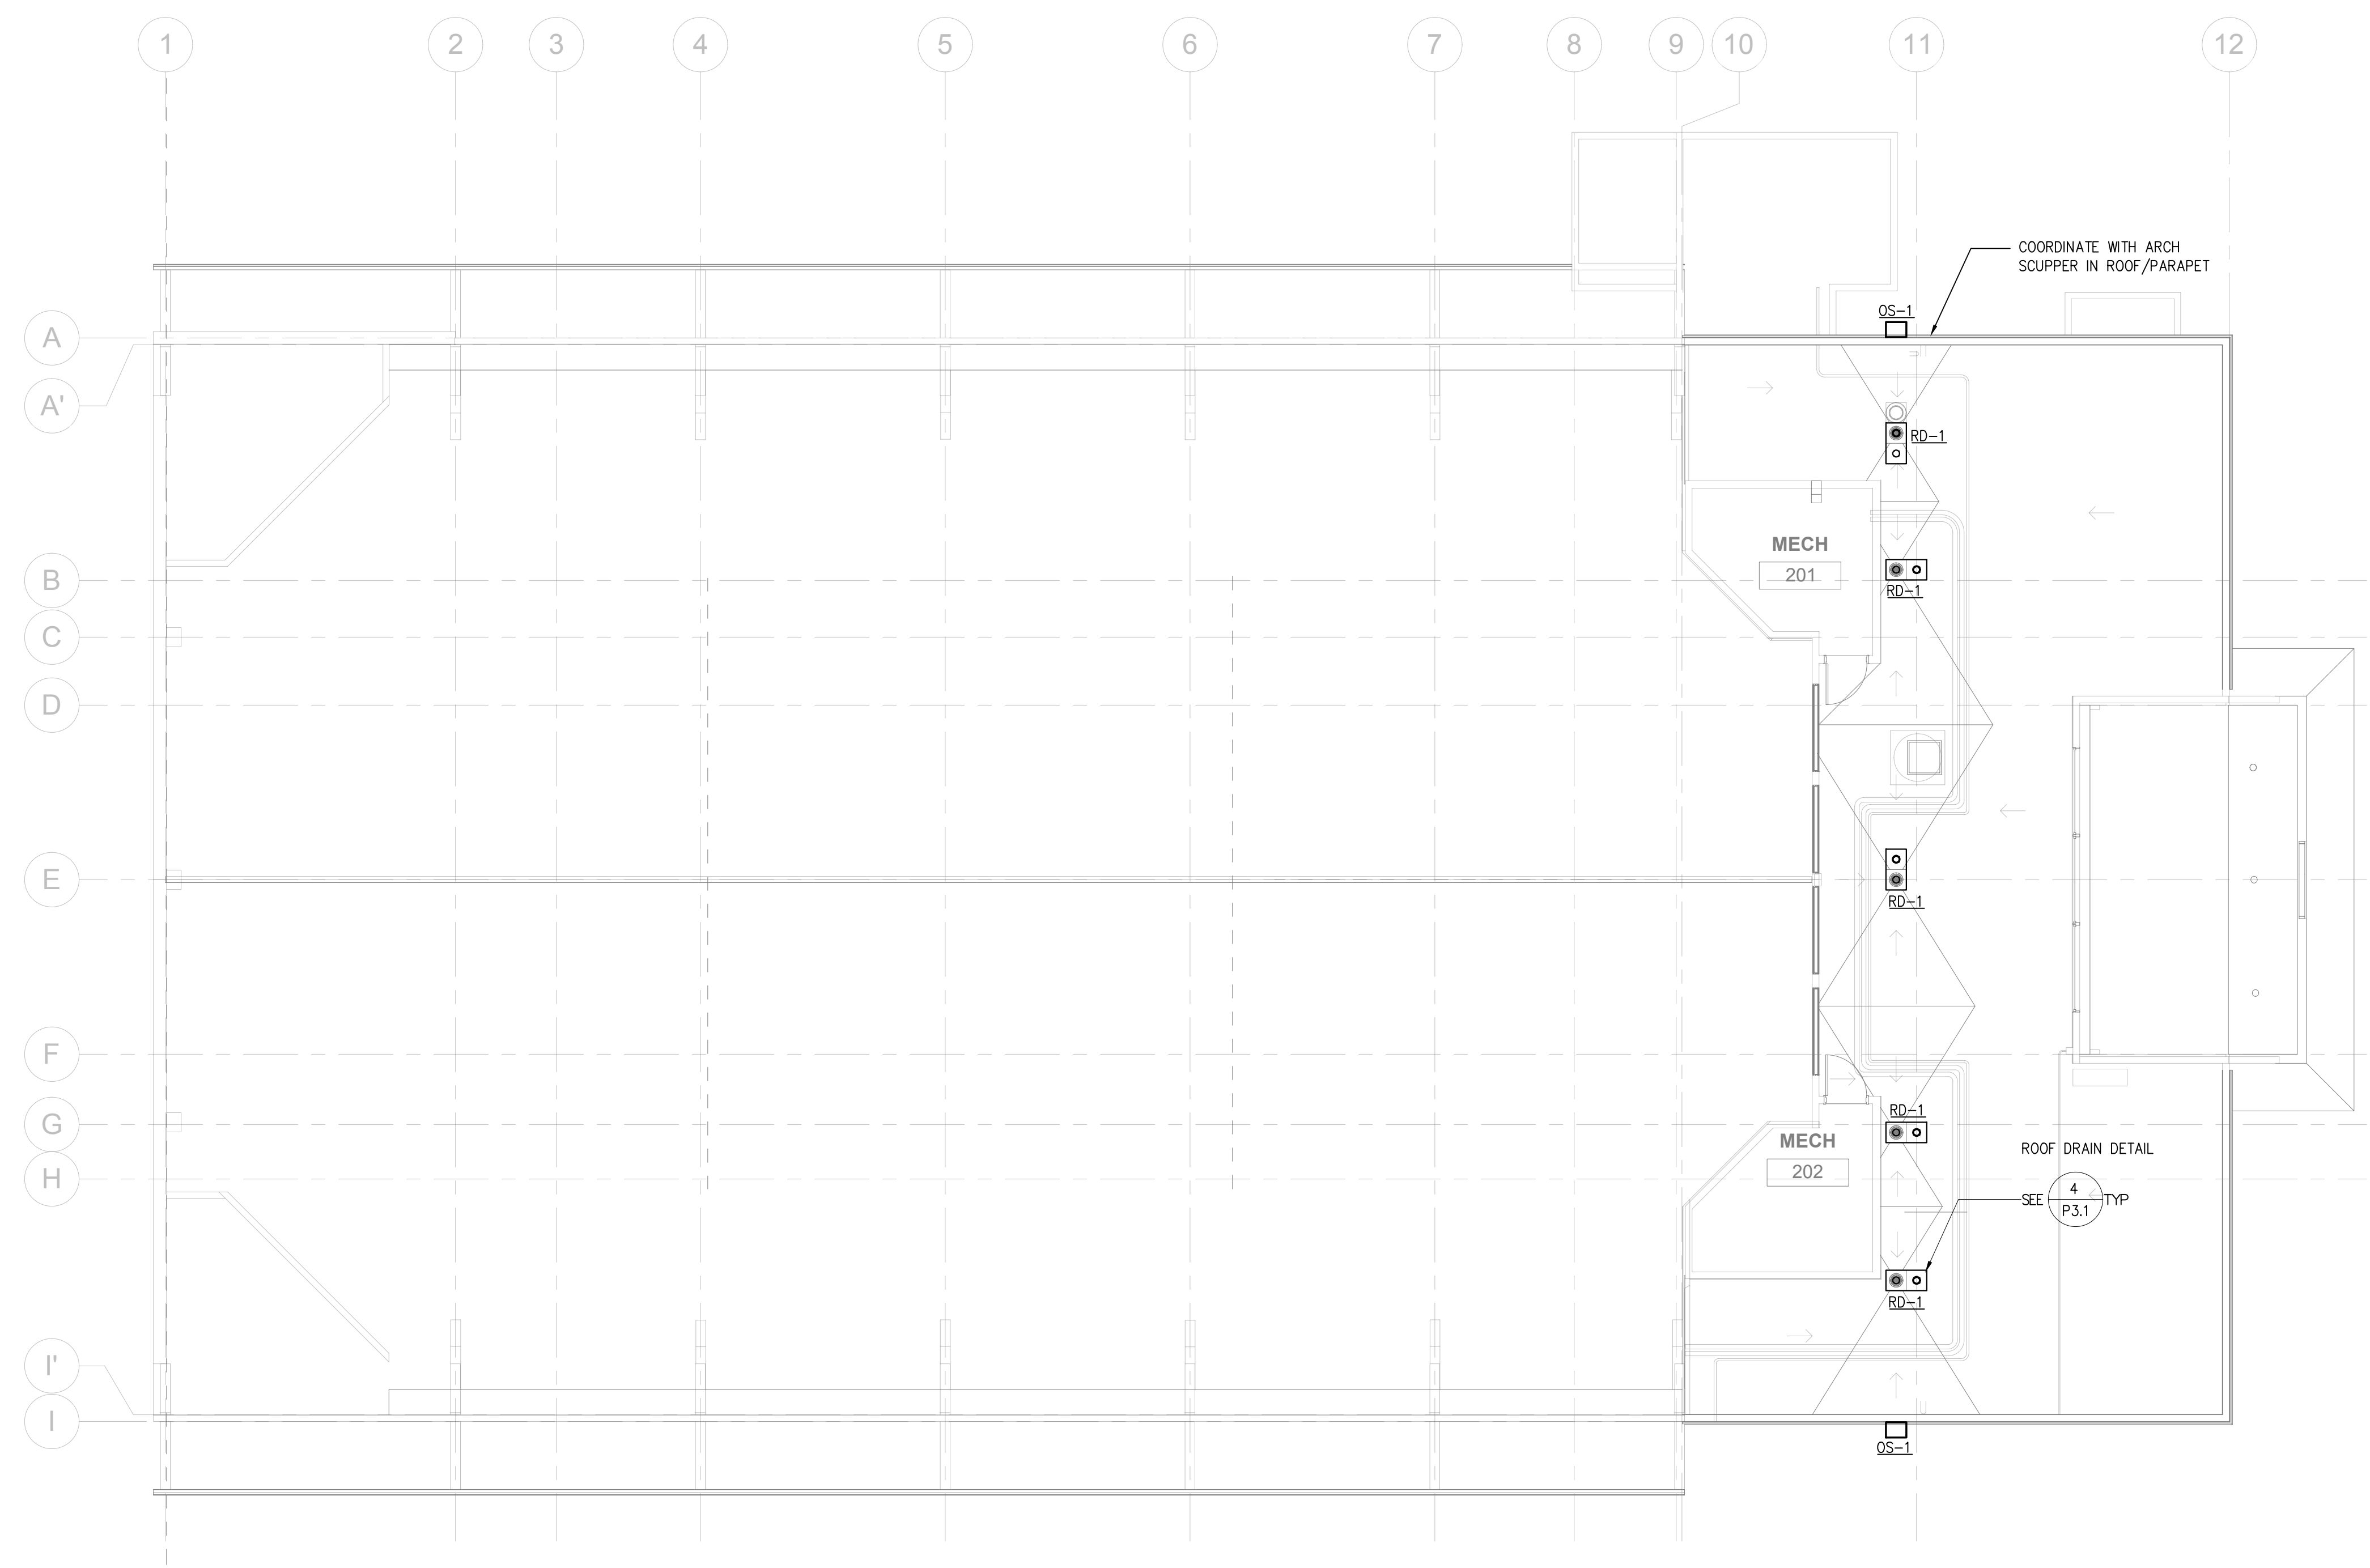 1
2
3
4
5
6
7
8
9
10
11
12
COORDINATE WITH ARCH
SCUPPER IN ROOF/PARAPET
OS-1
A
A'
RD-1
MECH
201
B
RD-1
C
D
E
RD-1
F
RD-1
G
MECH
202
ROOF DRAIN DETAIL
H
SEE 4 TYP
P3.1
RD-1
I'
I
OS-1